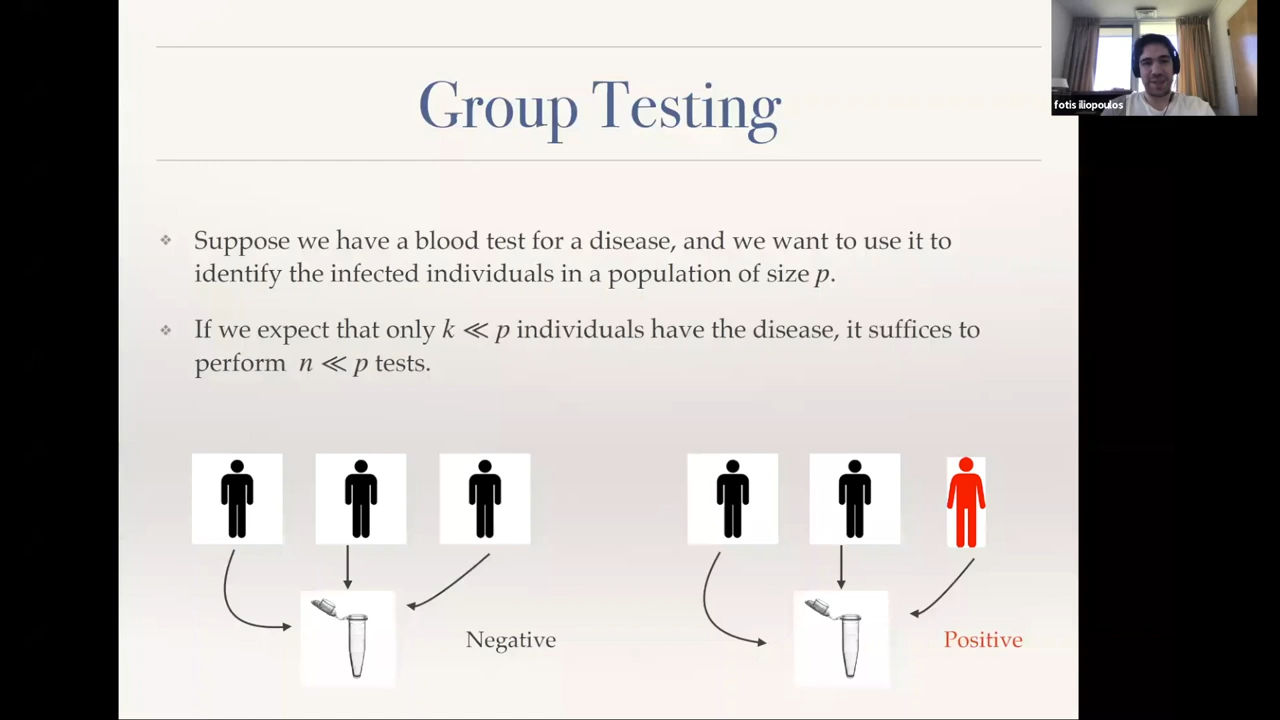 Group Testing
fotis iliopoulos
Suppose we have a blood test for a disease, and we want to use it to
identify the infected individuals in a population of size p.
If we expect that only k ≪ p individuals have the disease, it suffices to
perform n ≪ p tests.
Negative
Positive